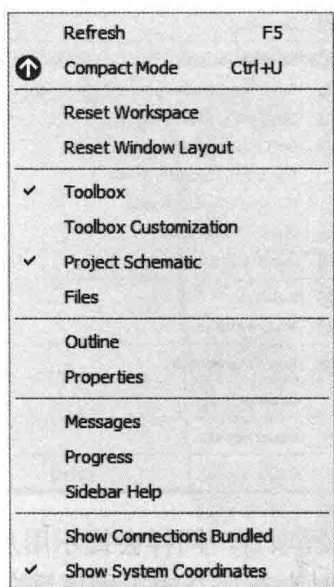 Refresh F5
Compact Mode Ctrl+U
Reset Workspace
Reset Window Layout
Toolbox
Toolbox Customization
Project Schematic
Files
Outline
Properties
Messages
Progress
Sidebar Help
Show Connections Bundled
Show System Coordinates